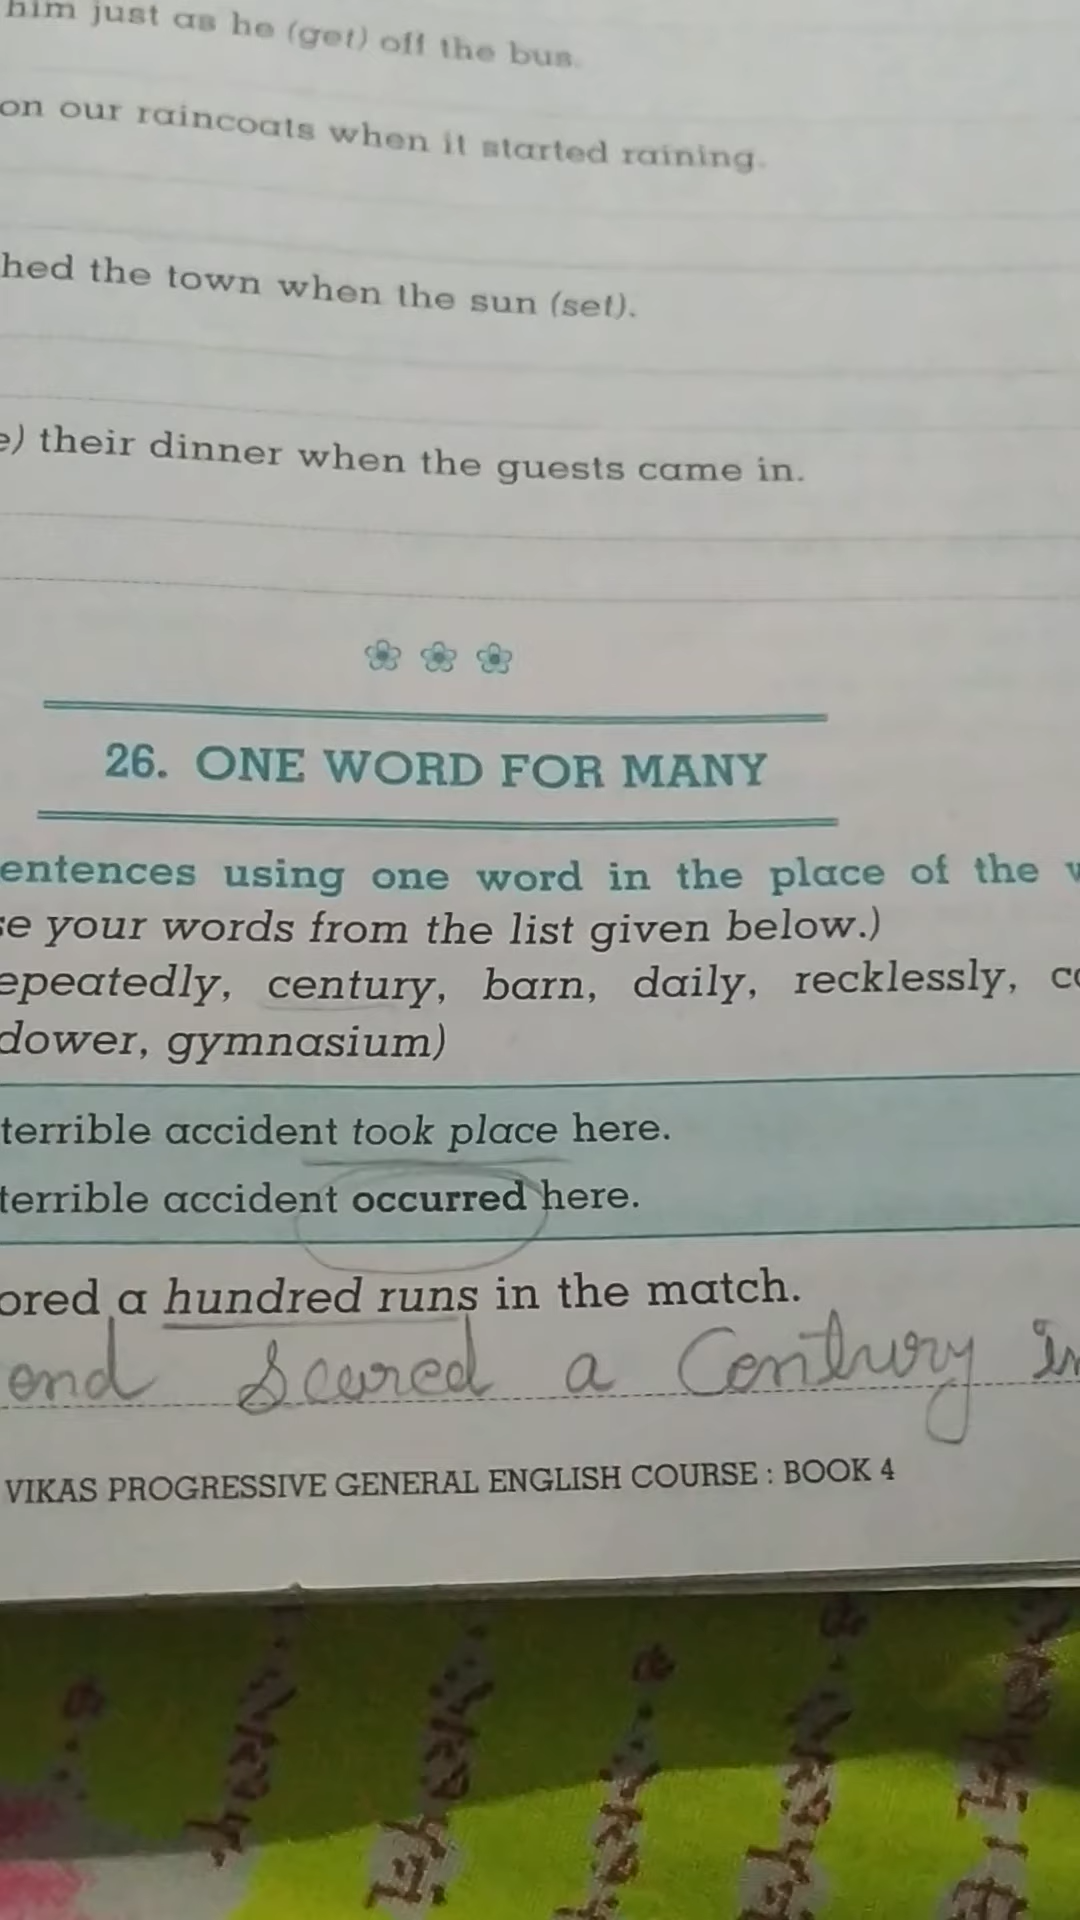 him just as he (get) off the bus.
on our raincoats when it started raining.
hed the town when the sun (set).
e) their dinner when the guests came in.
26. ONE WORD FOR MANY
entences using one word in the place of the
se your words from the list given below.)
epeatedly, century, barn, daily, recklessly, co
dower, gymnasium)
terrible accident took place here.
terrible accident occurred here.
ored a hundred runs in the match.
ond Scored a Century in
VIKAS PROGRESSIVE GENERAL ENGLISH COURSE : BOOK 4